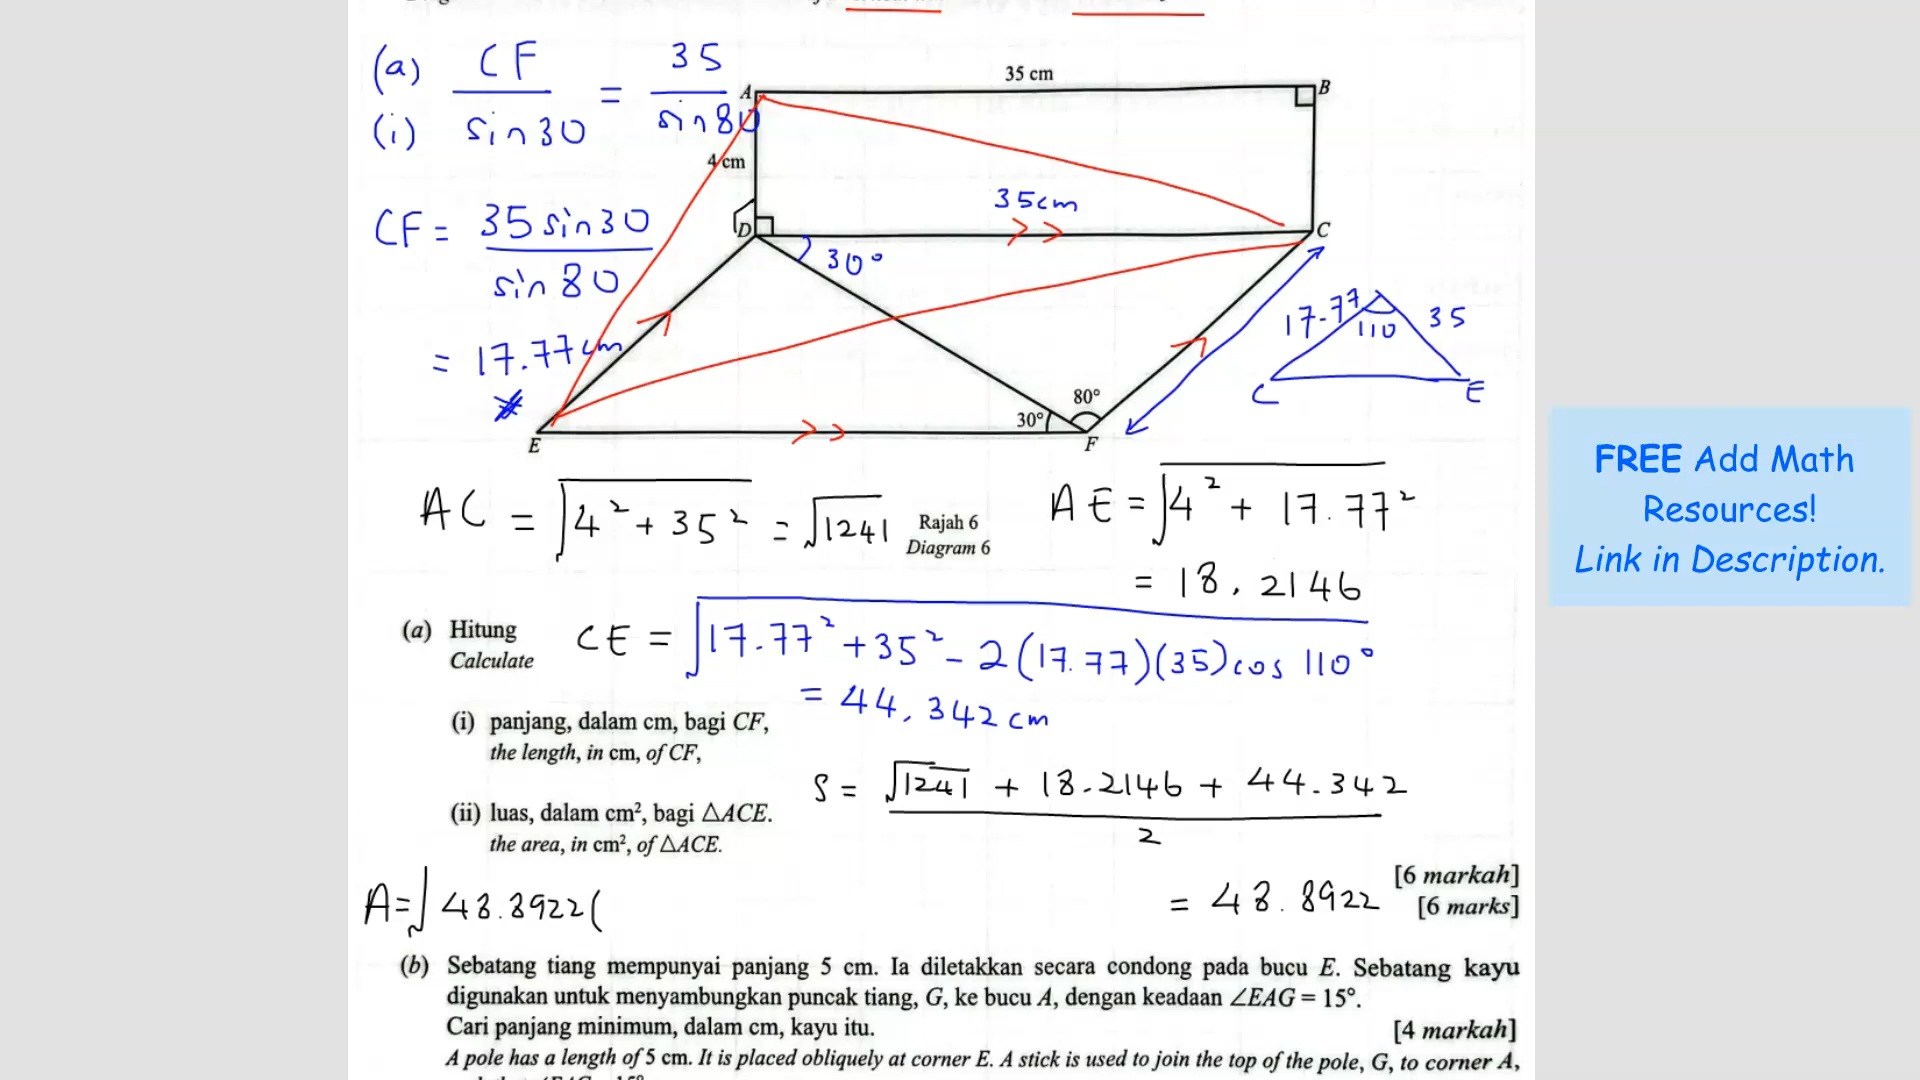 (a) CF / sin30 = 35 / sin80
(i)
CF = 35 sin30 / sin80
= 17.77cm
35 cm
A
B
4 cm
35cm
D
C
30°
17.77
110
35
C
E
80°
30°
E
F
AC = √4² + 35² = √1241
Rajah 6
Diagram 6
AE = √4² + 17.77²
= 18.2146
(a) Hitung
Calculate
CE = √17.77² + 35² - 2(17.77)(35)cos 110°
= 44.342cm
(i) panjang, dalam cm, bagi CF,
the length, in cm, of CF,
(ii) luas, dalam cm², bagi △ACE.
the area, in cm², of △ACE.
S = √1241 + 18.2146 + 44.342 / 2
= 48.8922
[6 markah]
[6 marks]
A=√48.8922(
(b) Sebatang tiang mempunyai panjang 5 cm. Ia diletakkan secara condong pada bucu E. Sebatang kayu
digunakan untuk menyambungkan puncak tiang, G, ke bucu A, dengan keadaan ∠EAG = 15°.
Cari panjang minimum, dalam cm, kayu itu.
[4 markah]
A pole has a length of 5 cm. It is placed obliquely at corner E. A stick is used to join the top of the pole, G, to corner A,
FREE Add Math
Resources!
Link in Description.